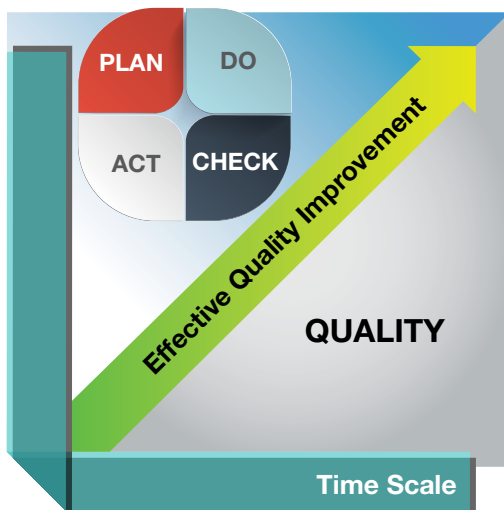 PLAN
DO
ACT
CHECK
Effective Quality Improvement
QUALITY
Time Scale